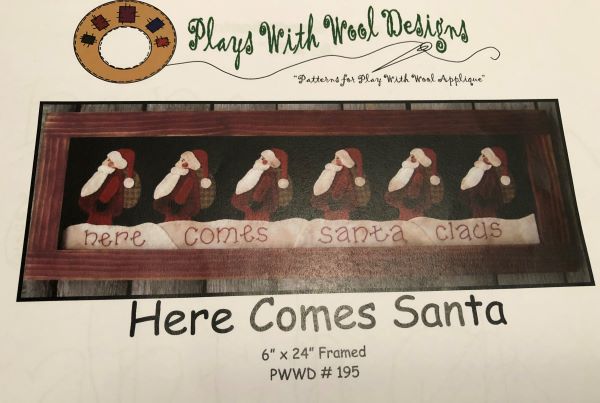 Plays With Wool Designs
"Patterns for Play With Wool Applique"
here comes santa claus
Here Comes Santa
6" x 24" Framed
PWWD # 195